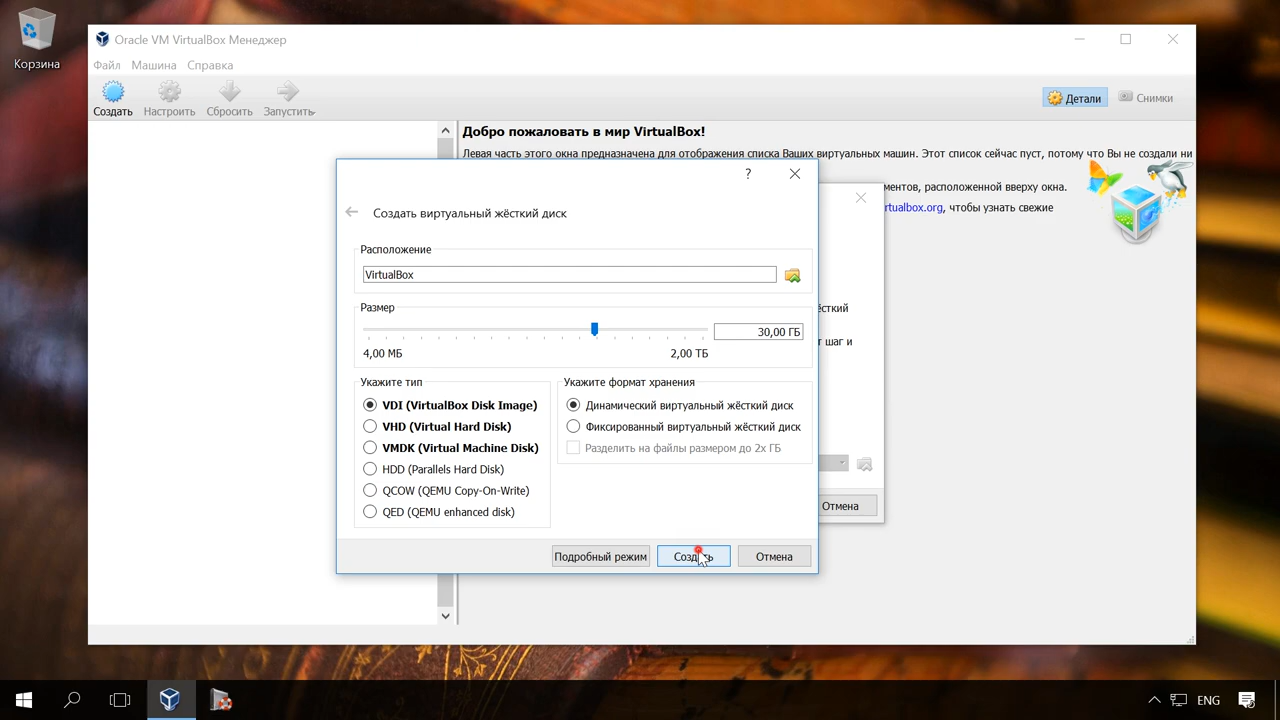 Корзина
Oracle VM VirtualBox Менеджер
Файл Машина Справка
Создать Настроить Сбросить Запустить
Детали Снимки
Добро пожаловать в мир VirtualBox!
Левая часть этого окна предназначена для отображения списка Ваших виртуальных машин. Этот список сейчас пуст, потому что Вы не создали ни
ментов, расположенной вверху окна.
rtualbox.org, чтобы узнать свежие
?
Создать виртуальный жёсткий диск
Расположение
VirtualBox
ёсткий
Размер
30,00 ГБ
т шаг и
4,00 МБ 2,00 ТБ
Укажите тип
Укажите формат хранения
VDI (VirtualBox Disk Image)
Динамический виртуальный жёсткий диск
VHD (Virtual Hard Disk)
Фиксированный виртуальный жёсткий диск
VMDK (Virtual Machine Disk)
Разделить на файлы размером до 2х ГБ
HDD (Parallels Hard Disk)
QCOW (QEMU Copy-On-Write)
QED (QEMU enhanced disk)
Отмена
Подробный режим Создать Отмена
ENG